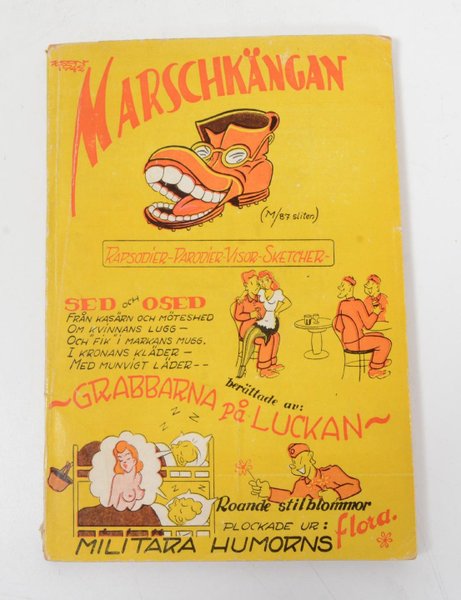 ZSETT
1942
MARSCHKÄNGAN
(M/87. sliten)
RAPSODIER-PARODIER-VISOR-SKETCHER-
SED OCH OSED
FRÅN KASÄRN OCH MÖTESHED
OM KVINNANS LUGG —
OCH "FIK" I MARKANS MUGG,
I KRONANS KLÄDER —
MED MUNVIGT LÄDER --
berättade av:
~GRABBARNA På LUCKAN~
Z Z Z
Z Z Z
Roande stilblommor
PLOCKADE UR:
MILITÄRA HUMORNS flora.